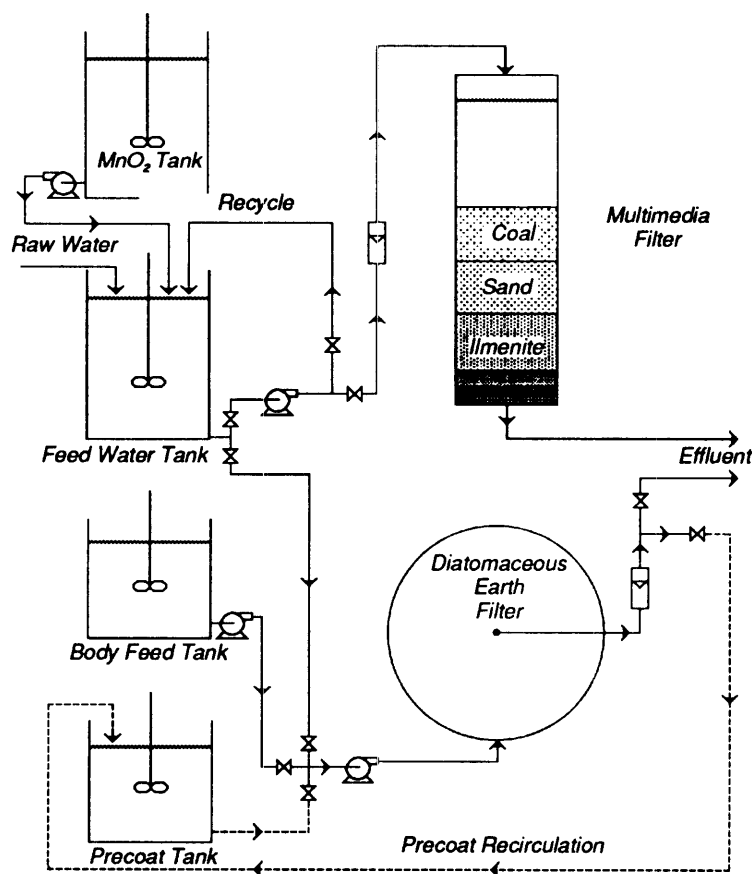 MnO₂ Tank
Recycle
Raw Water
Multimedia
Filter
Coal
Sand
Ilmenite
Feed Water Tank
Effluent
Diatomaceous
Earth
Filter
Body Feed Tank
Precoat Tank
Precoat Recirculation